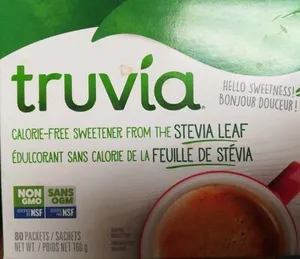 truvia
HELLO SWEETNESS!
BONJOUR DOUCEUR!
CALORIE-FREE SWEETENER FROM THE STEVIA LEAF
ÉDULCORANT SANS CALORIE DE LA FEUILLE DE STÉVIA
NON GMO
SANS OGM
NSF
NSF
80 PACKETS / SACHETS
NET WT. / POIDS NET 160 g